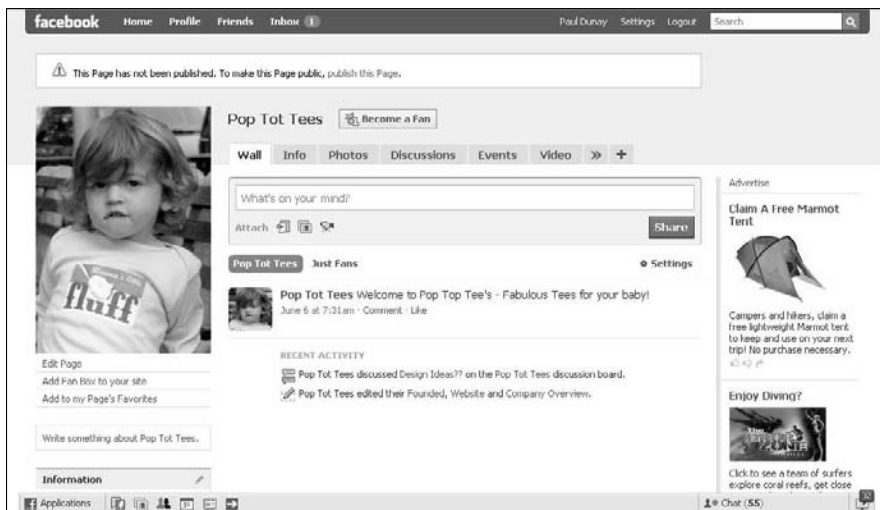 facebook Home Profile Friends Inbox 1 Paul Dunay Settings Logout Search
This Page has not been published. To make this Page public, publish this Page.
Pop Tot Tees Become a Fan
Wall Info Photos Discussions Events Video » +
What's on your mind?
Attach Share
Pop Tot Tees Just Fans Settings
Pop Tot Tees Welcome to Pop Top Tee's - Fabulous Tees for your baby!
June 6 at 7:31am · Comment · Like
RECENT ACTIVITY
Pop Tot Tees discussed Design Ideas?? on the Pop Tot Tees discussion board.
Pop Tot Tees edited their Founded, Website and Company Overview.
fluff
Edit Page
Add Fan Box to your site
Add to my Page's Favorites
Write something about Pop Tot Tees.
Information
Advertise
Claim A Free Marmot
Tent
Campers and hikers, claim a
free lightweight Marmot tent
to keep and use on your next
trip! No purchase necessary.
Enjoy Diving?
Click to see a team of surfers
explore coral reefs, get close
Applications 31 Chat (55) 32